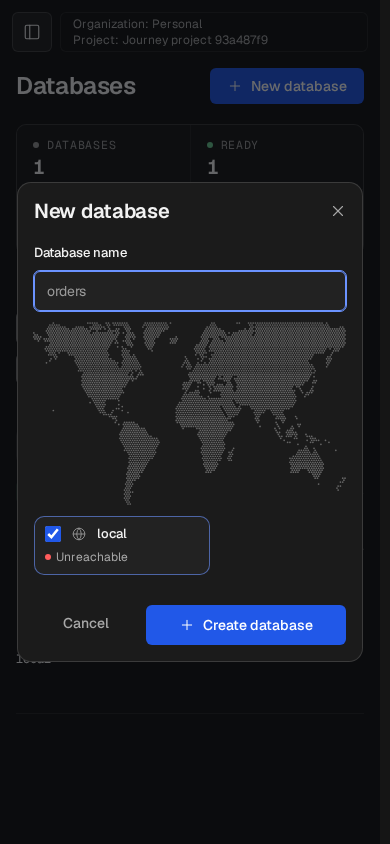 Organization: Personal
Project: Journey project 93a487f9
Databases
New database
DATABASES
READY
1
1
New database
Database name
orders
local
Unreachable
Cancel
Create database